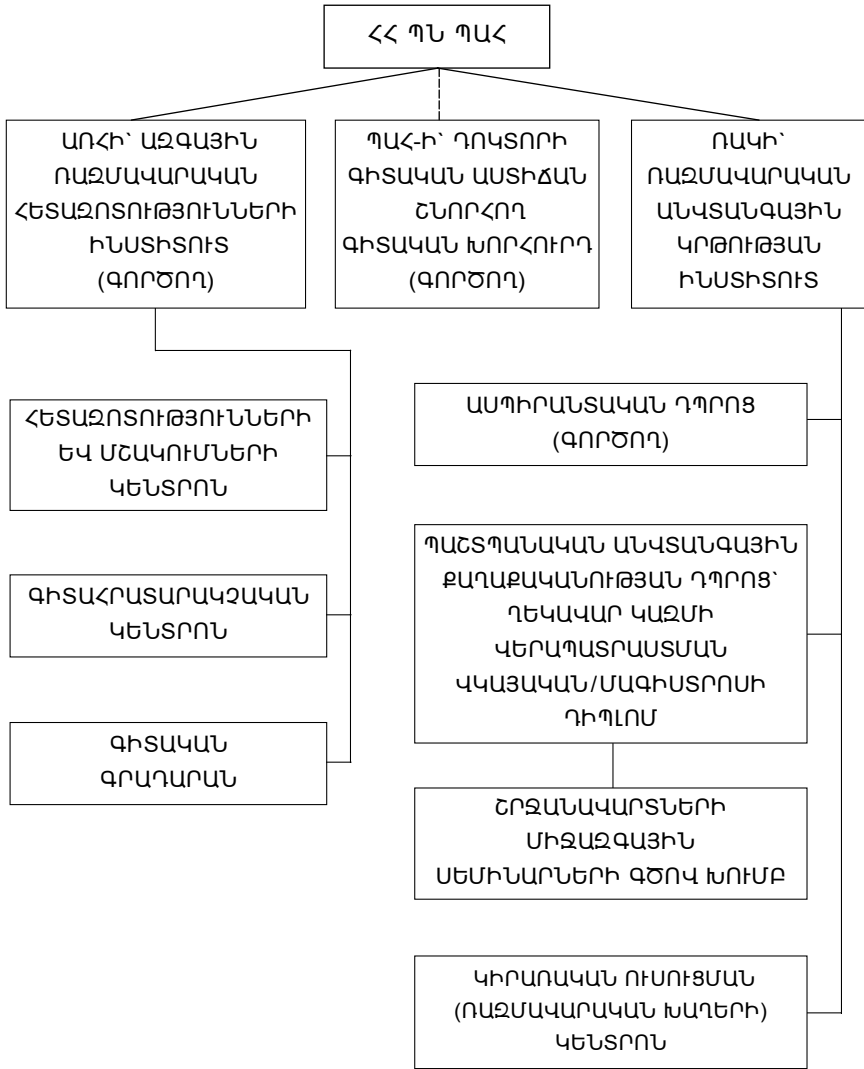 ՀՀ ՊՆ ՊԱՀ
ԱՌՀԻ՝ ԱԶԳԱՅԻՆ
ՌԱԶՄԱՎԱՐԱԿԱՆ
ՀԵՏԱԶՈՏՈՒԹՅՈՒՆՆԵՐԻ
ԻՆՍՏԻՏՈՒՏ
(ԳՈՐԾՈՂ)
ՊԱՀ-Ի՝ ԴՈԿՏՈՐԻ
ԳԻՏԱԿԱՆ ԱՍՏԻՃԱՆ
ՇՆՈՐՀՈՂ
ԳԻՏԱԿԱՆ ԽՈՐՀՈՒՐԴ
(ԳՈՐԾՈՂ)
ՌԱԿԻ՝
ՌԱԶՄԱՎԱՐԱԿԱՆ
ԱՆՎՏԱՆԳԱՅԻՆ
ԿՐԹՈՒԹՅԱՆ
ԻՆՍՏԻՏՈՒՏ
ՀԵՏԱԶՈՏՈՒԹՅՈՒՆՆԵՐԻ
ԵՎ ՄՇԱԿՈՒՄՆԵՐԻ
ԿԵՆՏՐՈՆ
ԳԻՏԱՀՐԱՏԱՐԱԿՉԱԿԱՆ
ԿԵՆՏՐՈՆ
ԳԻՏԱԿԱՆ
ԳՐԱԴԱՐԱՆ
ԱՍՊԻՐԱՆՏԱԿԱՆ ԴՊՐՈՑ
(ԳՈՐԾՈՂ)
ՊԱՇՏՊԱՆԱԿԱՆ ԱՆՎՏԱՆԳԱՅԻՆ
ՔԱՂԱՔԱԿԱՆՈՒԹՅԱՆ ԴՊՐՈՑ՝
ՂԵԿԱՎԱՐ ԿԱԶՄԻ
ՎԵՐԱՊԱՏՐԱՍՏՄԱՆ
ՎԿԱՅԱԿԱՆ/ՄԱԳԻՍՏՐՈՍԻ
ԴԻՊԼՈՄ
ՇՐՋԱՆԱՎԱՐՏՆԵՐԻ
ՄԻՋԱԶԳԱՅԻՆ
ՍԵՄԻՆԱՐՆԵՐԻ ԳԾՈՎ ԽՈՒՄԲ
ԿԻՐԱՌԱԿԱՆ ՈՒՍՈՒՑՄԱՆ
(ՌԱԶՄԱՎԱՐԱԿԱՆ ԽԱՂԵՐԻ)
ԿԵՆՏՐՈՆ